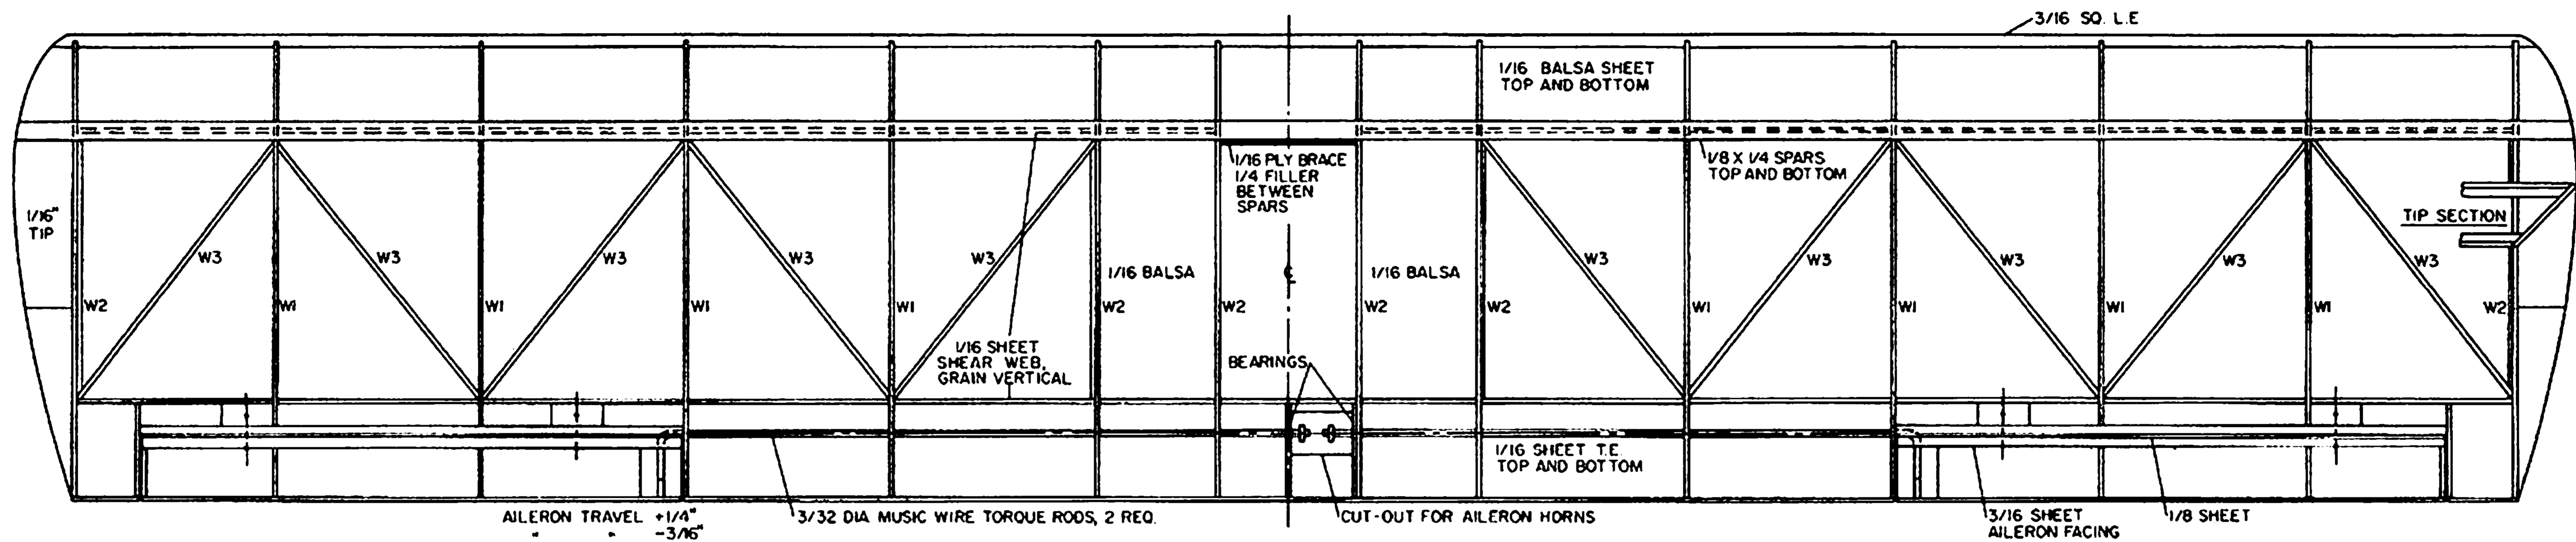 3/16 SQ. L.E
1/16 BALSA SHEET
TOP AND BOTTOM
1/16 PLY BRACE
1/4 FILLER
BETWEEN
SPARS
1/8 X 1/4 SPARS
TOP AND BOTTOM
1/16"
TIP
TIP SECTION
W3
W3
W3
W3
W3
W3
W3
W3
W3
W3
1/16 BALSA
℄
1/16 BALSA
W2
W1
W1
W1
W1
W2
W2
W2
W2
W1
W1
W1
W1
W2
1/16 SHEET
SHEAR WEB,
GRAIN VERTICAL
BEARINGS
1/16 SHEET T.E.
TOP AND BOTTOM
AILERON TRAVEL +1/4"
" " -3/16"
3/32 DIA MUSIC WIRE TORQUE RODS, 2 REQ.
CUT-OUT FOR AILERON HORNS
3/16 SHEET
AILERON FACING
1/8 SHEET